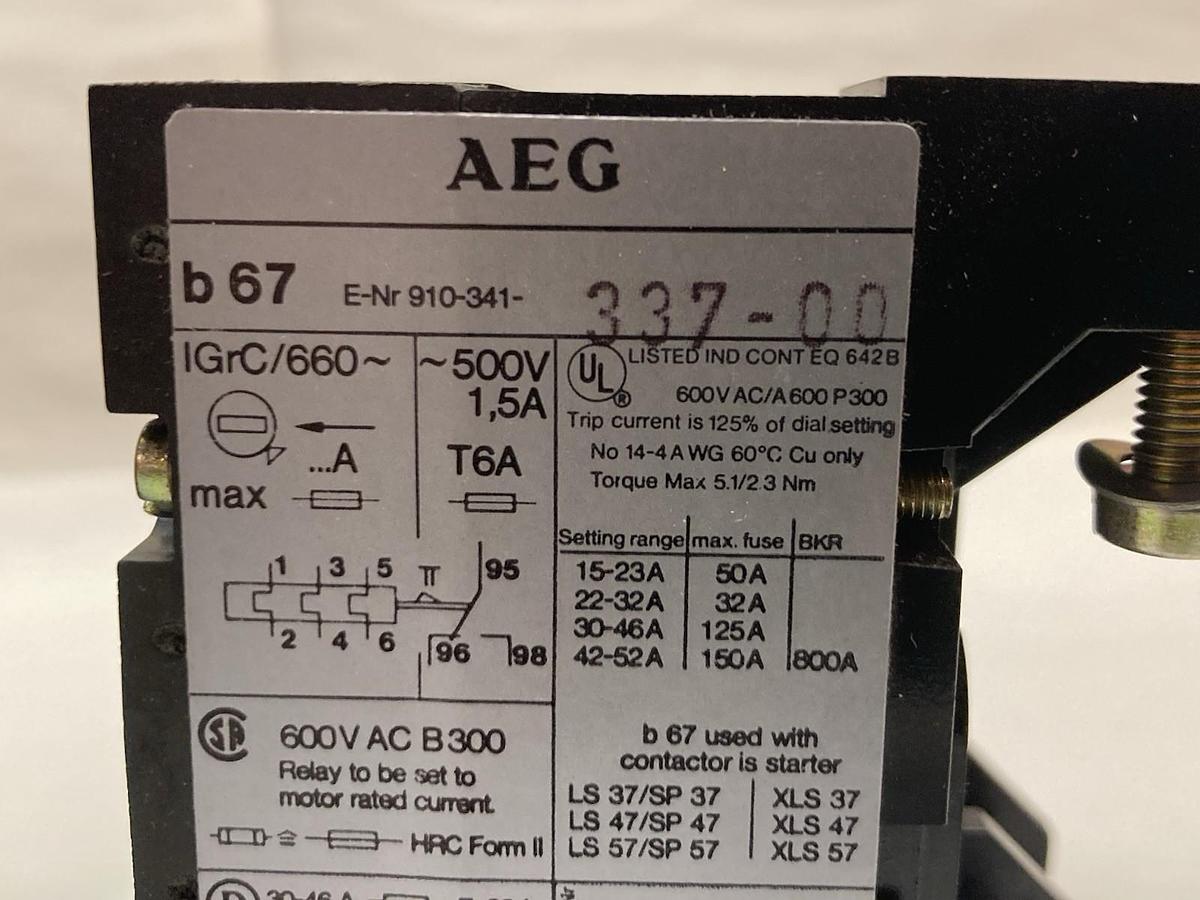 AEG
b 67 E-Nr 910-341- 337-00
IGrC/660~
...A
max
~500V
1,5A
T6A
1 3 5 95
2 4 6 96 98
UL ® LISTED IND CONT EQ 642B
600V AC/A600 P300
Trip current is 125% of dial setting
No 14-4 AWG 60°C Cu only
Torque Max 5.1/2.3 Nm
Setting range max. fuse BKR
15-23A 50A
22-32A 32A
30-46A 125A
42-52A 150A 800A
SA 600V AC B300
Relay to be set to
motor rated current.
HRC Form II
b 67 used with
contactor is starter
LS 37/SP 37 XLS 37
LS 47/SP 47 XLS 47
LS 57/SP 57 XLS 57
D 30-46 A